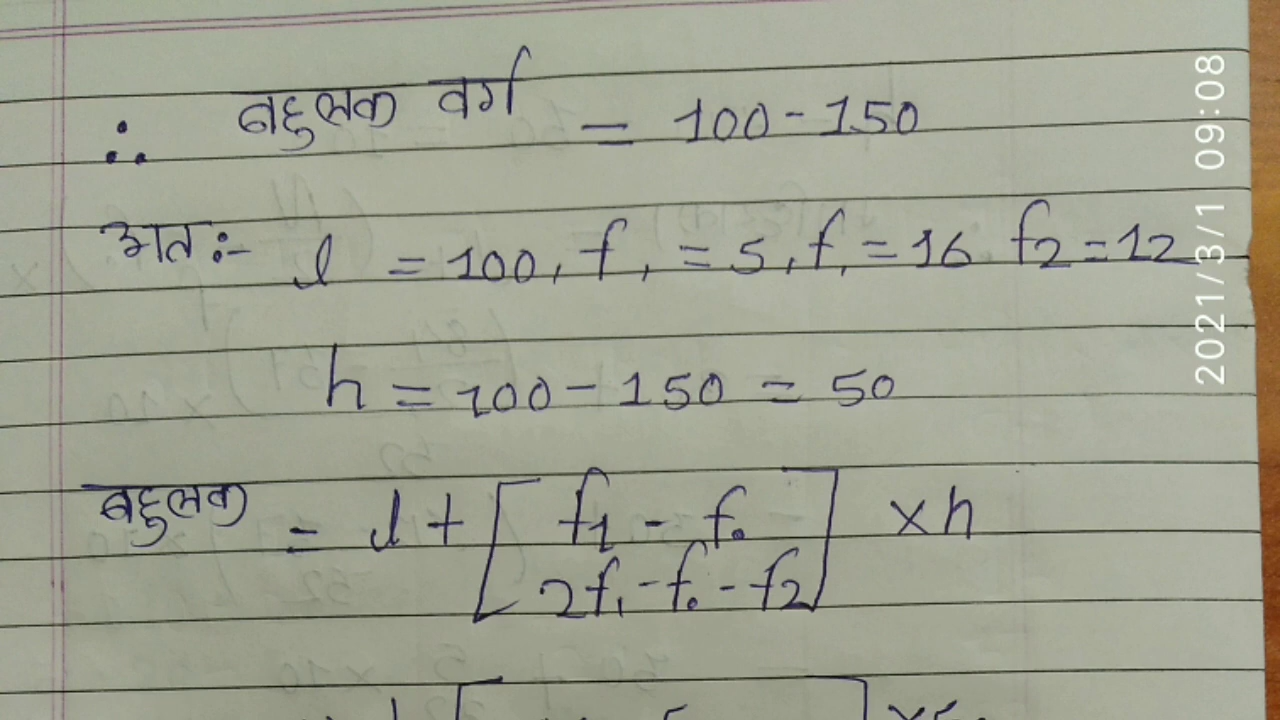 ∴ बहुलक वर्ग = 100 - 150
अतः- l = 100, f₁ = 5, f₁ = 16 f2 = 12
h = 100 - 150 = 50
बहुलक = l + [ f1 - f₀
2f₁ - f₀ - f2 ] × h
2021/3/1 09:08